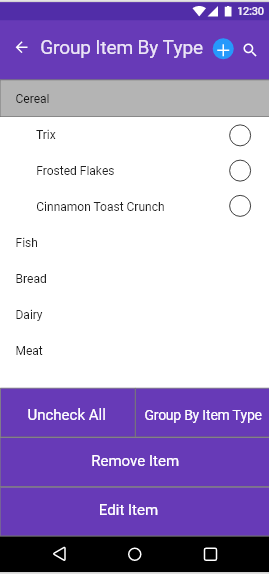 12:30
Group Item By Type
Cereal
Trix
Frosted Flakes
Cinnamon Toast Crunch
Fish
Bread
Dairy
Meat
Uncheck All
Group By Item Type
Remove Item
Edit Item